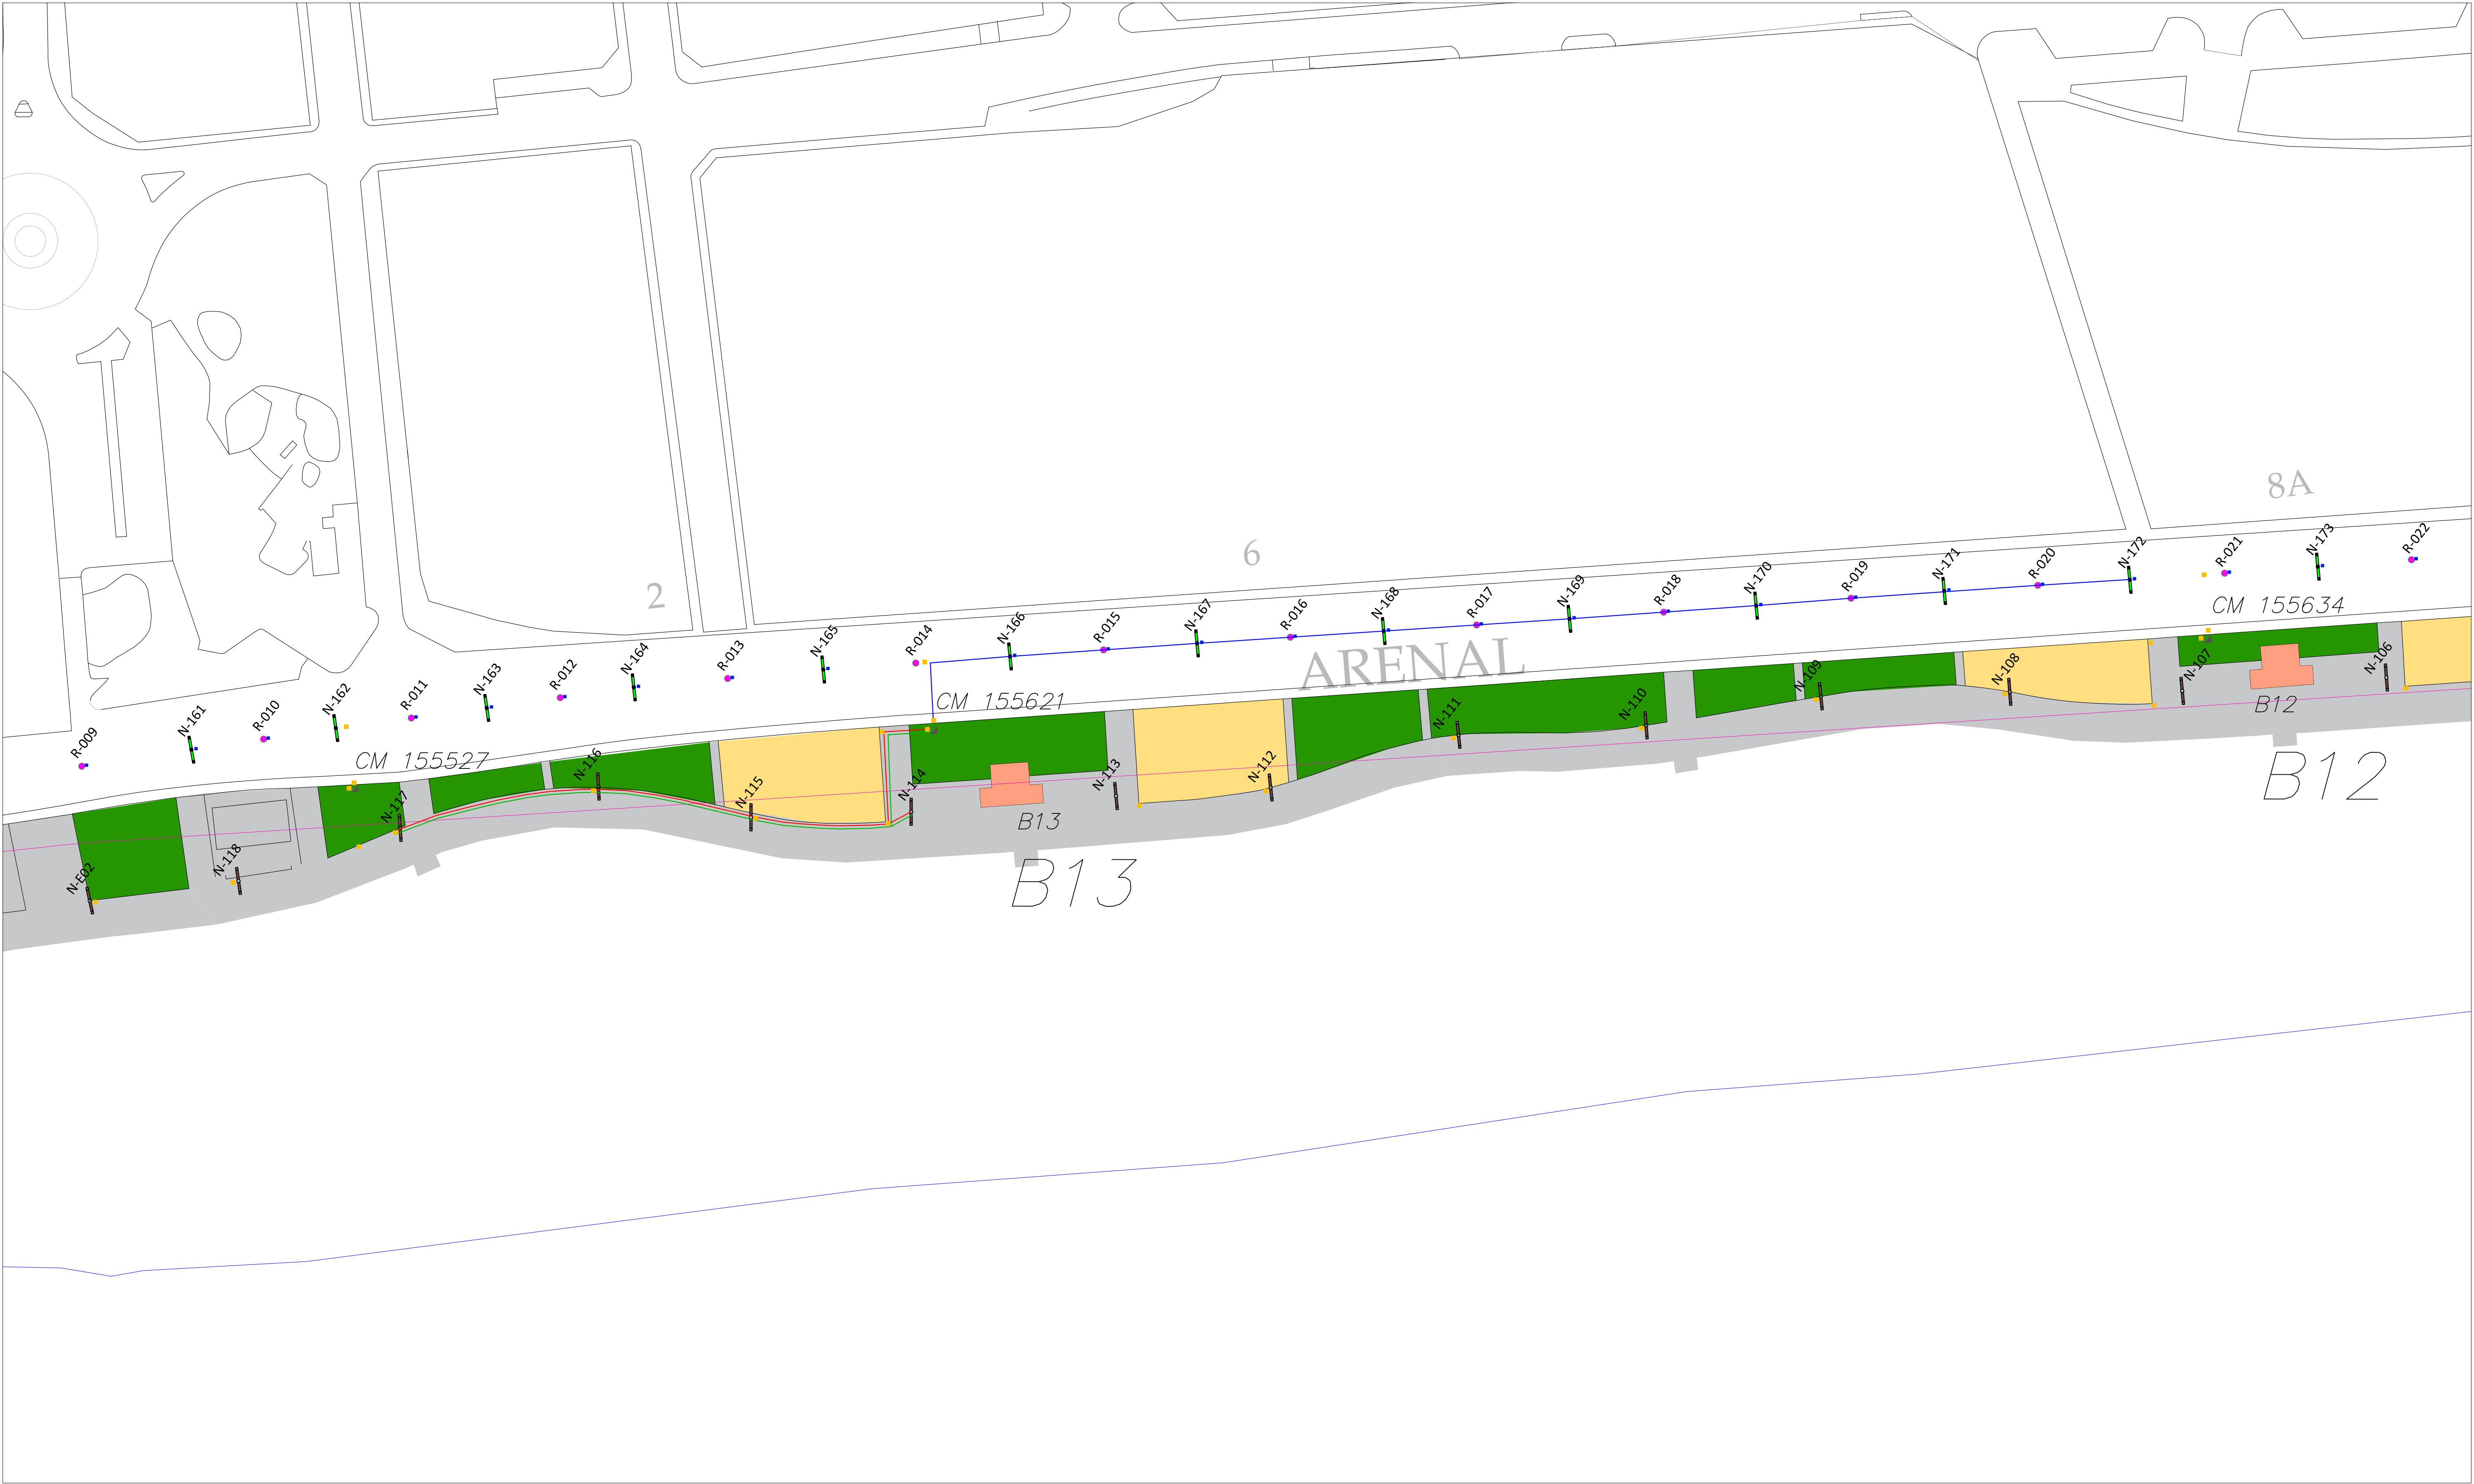 8A
6
2
ARENAL
R-009
N-161
R-010
N-162
R-011
N-163
R-012
N-164
R-013
N-165
R-014
N-166
R-015
N-167
R-016
N-168
R-017
N-169
R-018
N-170
R-019
N-171
R-020
N-172
R-021
N-173
R-022
CM 155527
CM 155621
CM 155634
N-E02
N-118
N-117
N-116
N-115
N-114
N-113
N-112
N-111
N-110
N-109
N-108
N-107
N-106
B13
B12
B13
B12